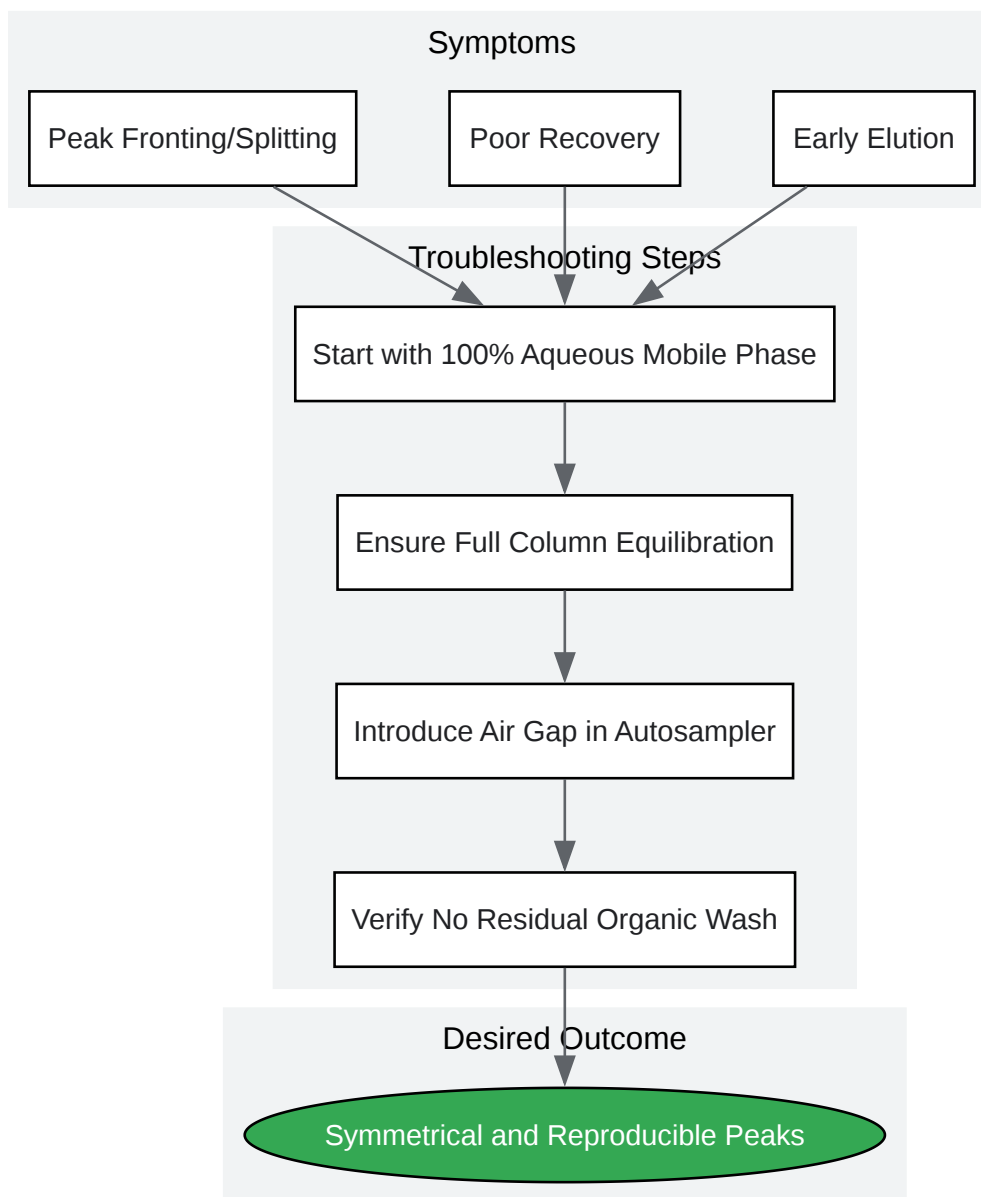 Symptoms
Peak Fronting/Splitting
Poor Recovery
Early Elution
Troubleshooting Steps
Start with 100% Aqueous Mobile Phase
Ensure Full Column Equilibration
Introduce Air Gap in Autosampler
Verify No Residual Organic Wash
Desired Outcome
Symmetrical and Reproducible Peaks